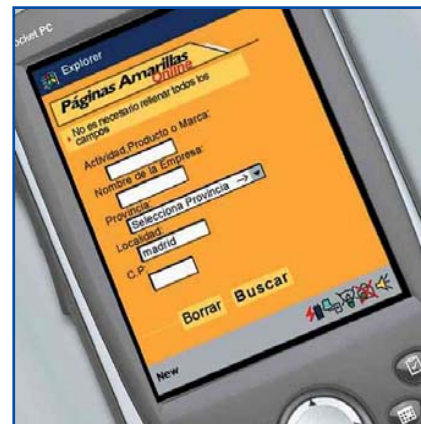 Pocket PC
Explorer
Páginas Amarillas
Online
No es necesario rellenar todos los
campos
Actividad,Producto o Marca:
Nombre de la Empresa:
Provincia:
Selecciona Provincia -->
Localidad:
madrid
C.P:
Borrar Buscar
New